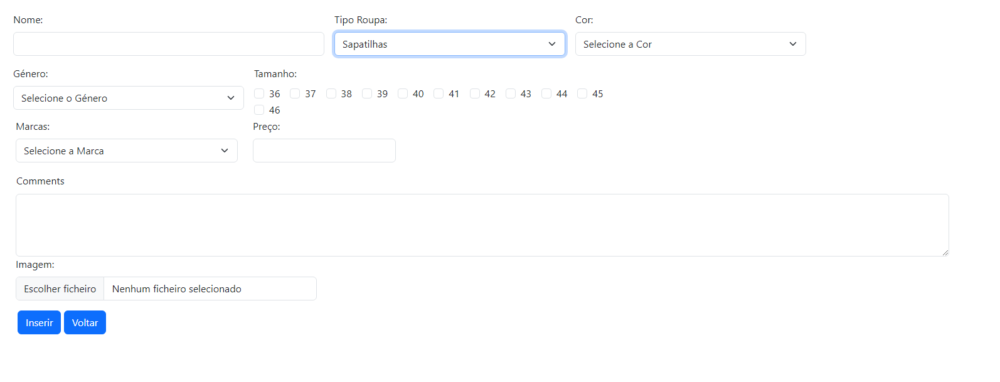 Nome: Tipo Roupa: Cor:
Sapatilhas Selecione a Cor
Género: Tamanho:
Selecione o Género 36 37 38 39 40 41 42 43 44 45
46
Marcas: Preço:
Selecione a Marca
Comments
Imagem:
Escolher ficheiro Nenhum ficheiro selecionado
Inserir Voltar